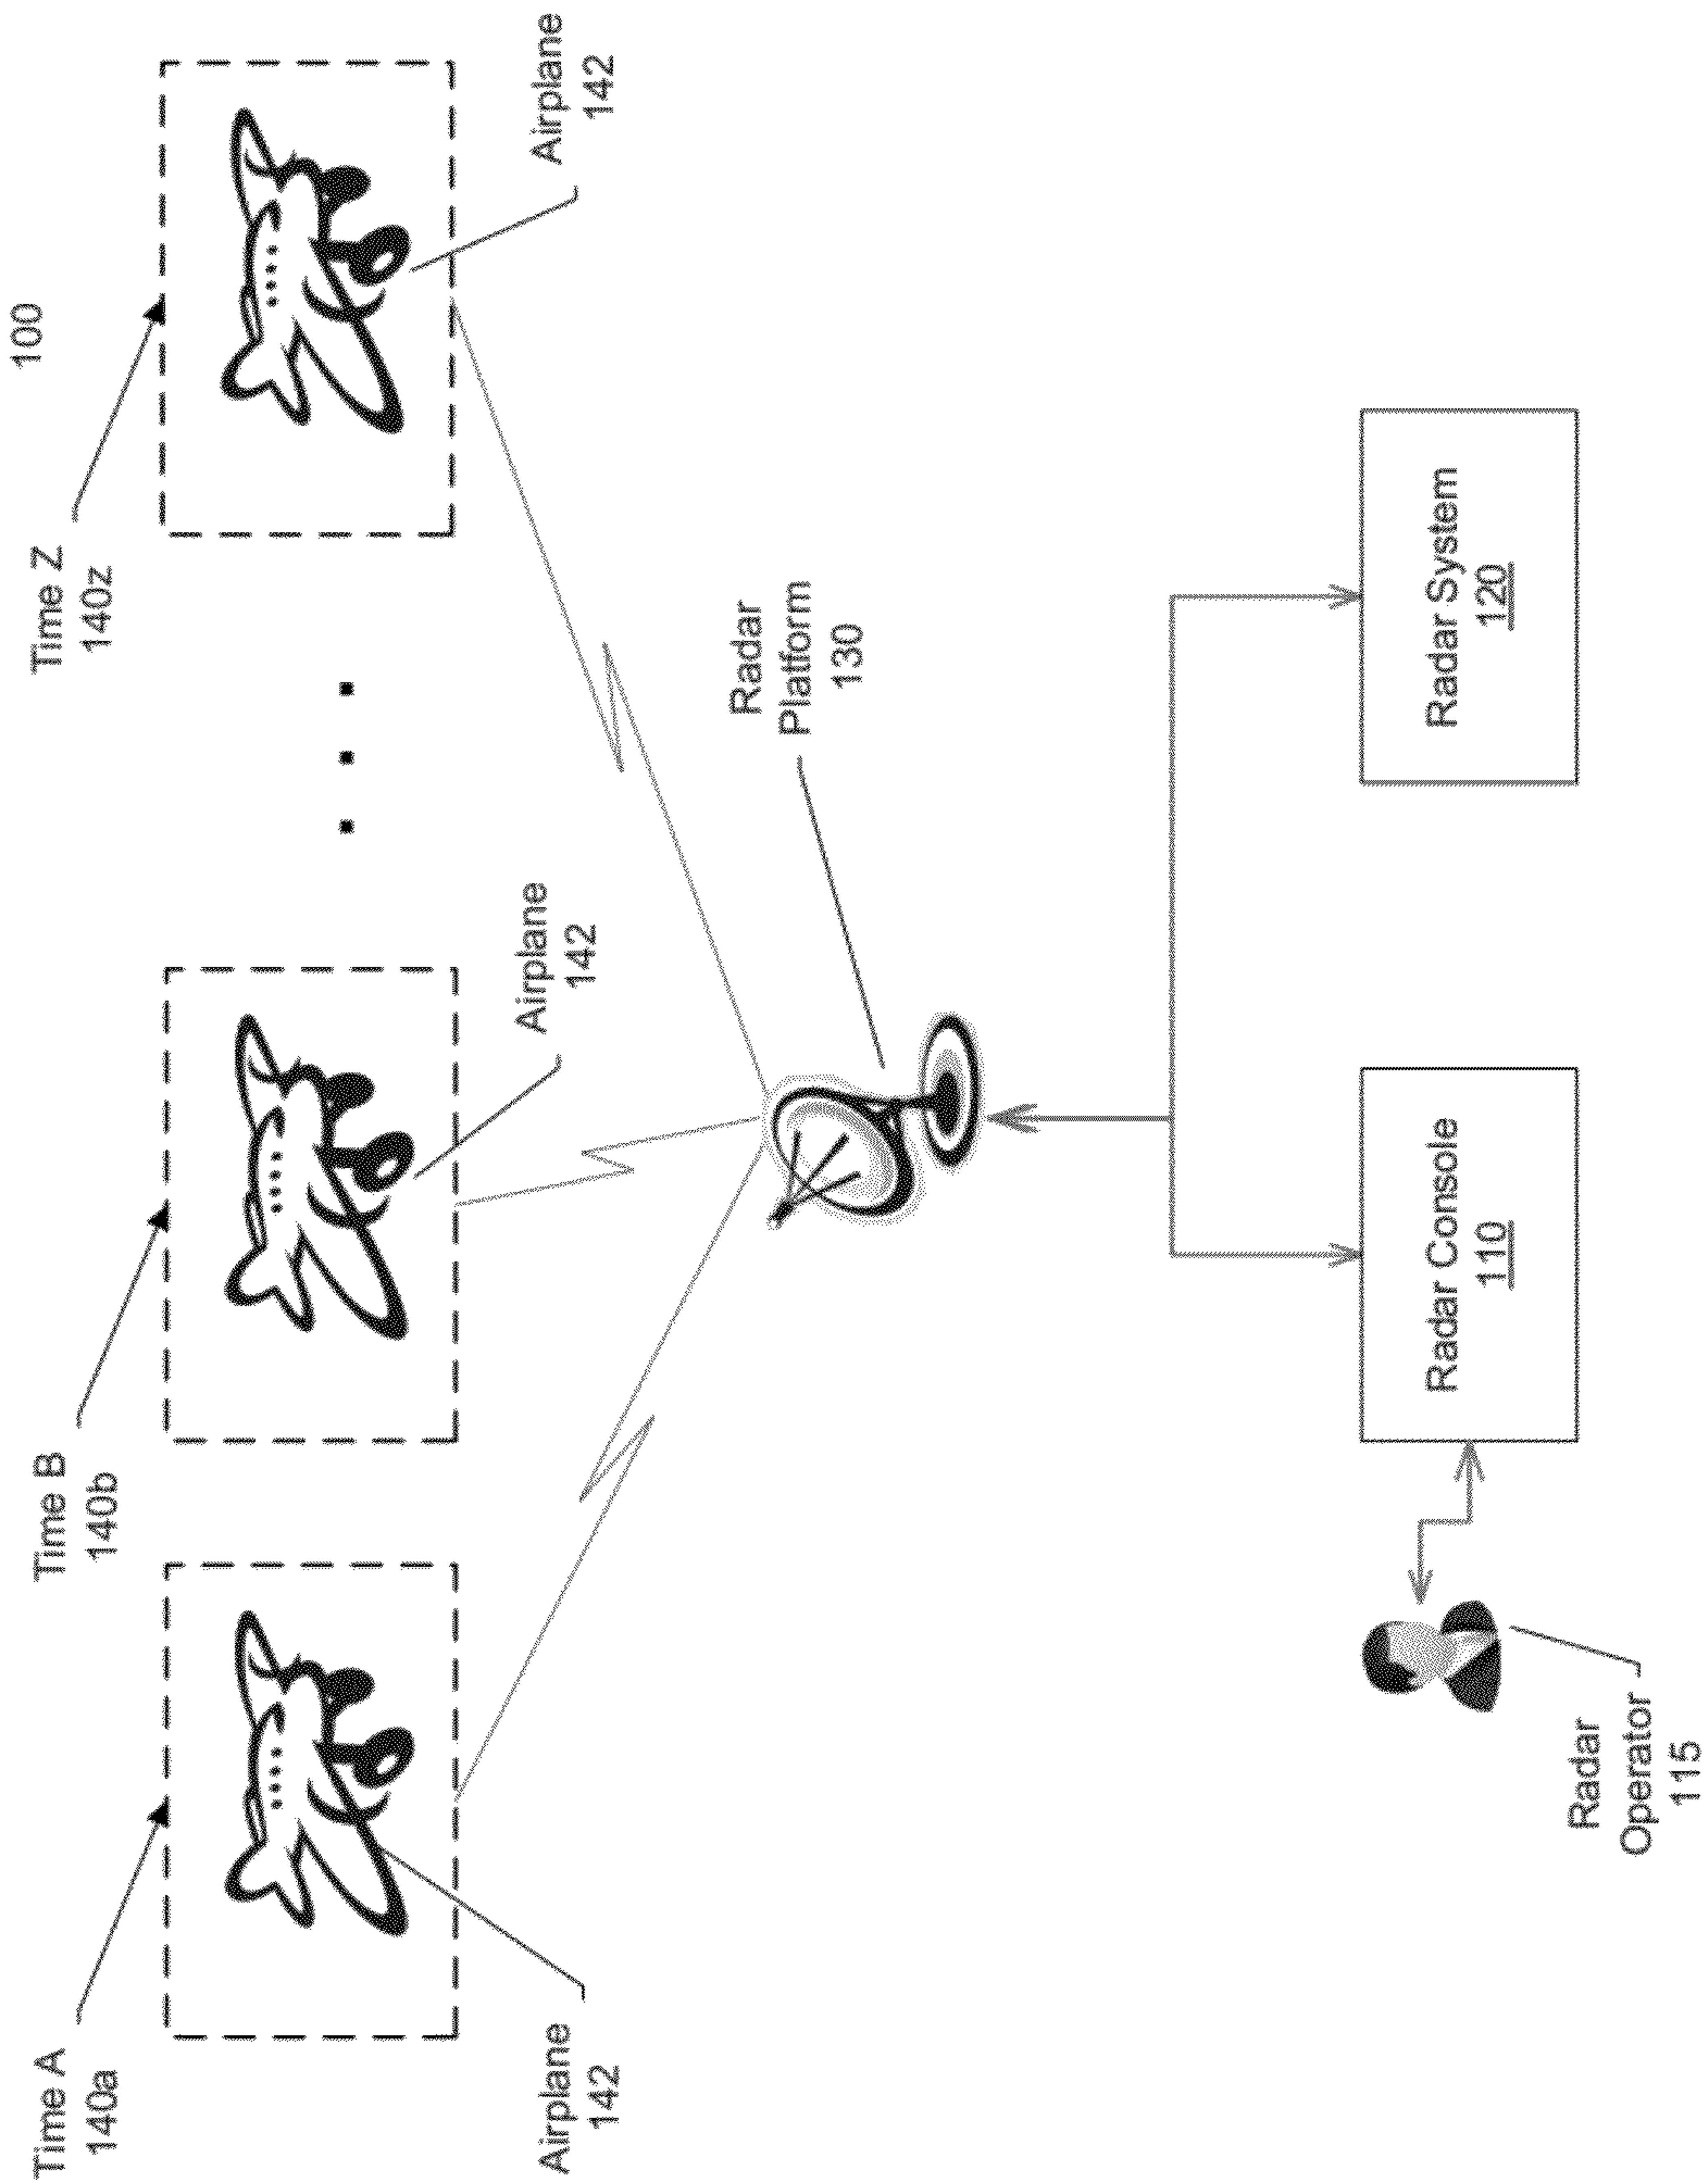 100
Time A
140a
Time B
140b
Time Z
140z
Airplane
142
Airplane
142
Airplane
142
Radar
Platform
130
Radar Console
110
Radar System
120
Radar
Operator
115